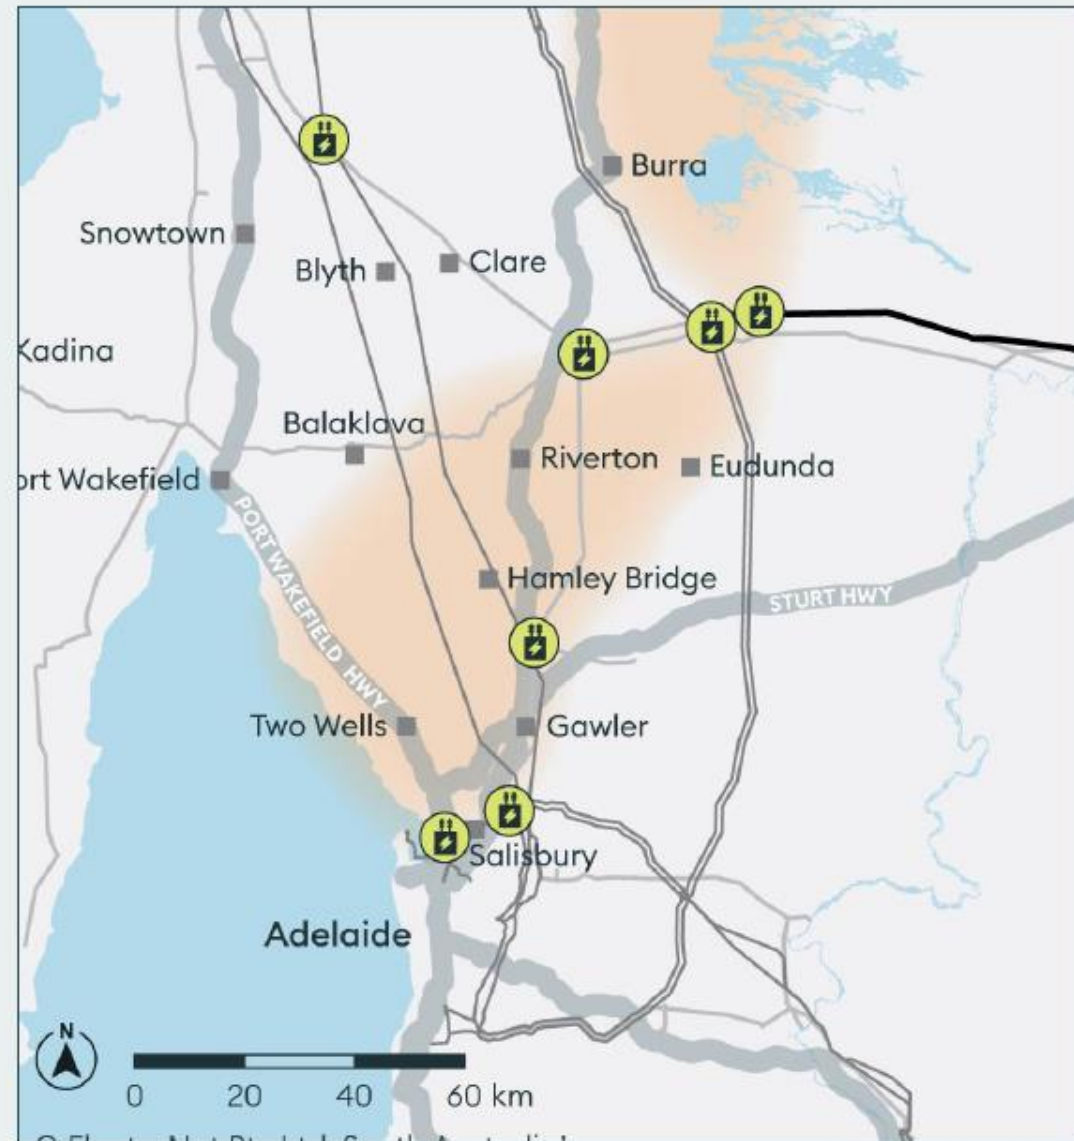 Burra
Snowtown
Clare
Blyth
Kadina
Balaklava
Riverton
Eudunda
ort Wakefield
PORT WAKEFIELD HWY
Hamley Bridge
STURT HWY
Two Wells
Gawler
Salisbury
Adelaide
N
0 20 40 60 km